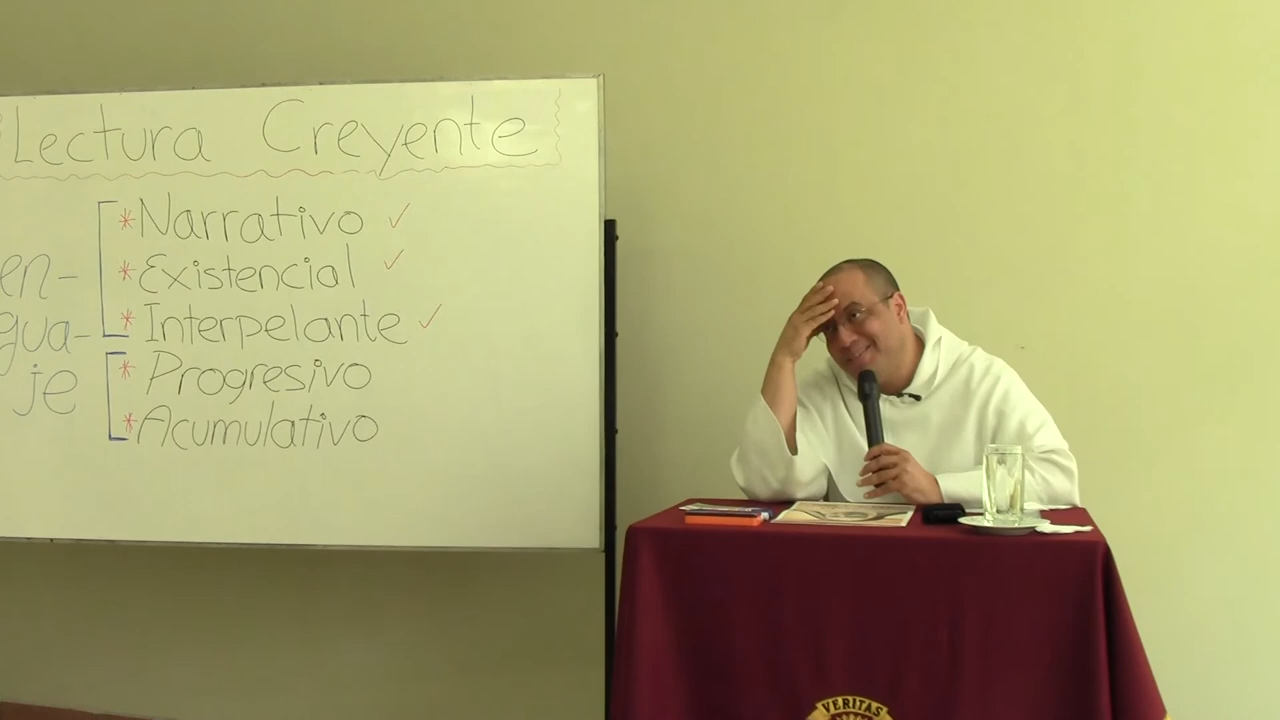 Lectura Creyente
* Narrativo ✓
* Existencial ✓
* Interpelante ✓
* Progresivo
* Acumulativo
en-
gua-
je
VERITAS